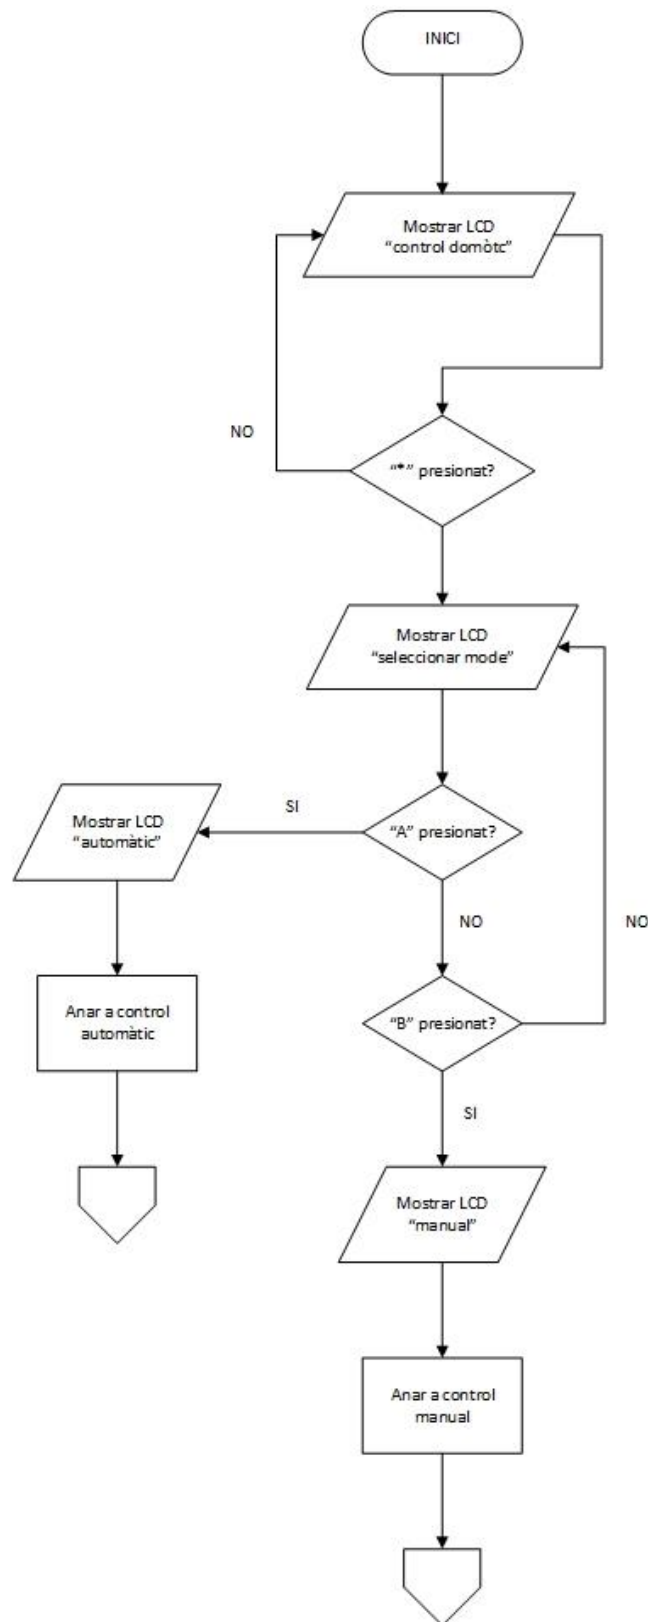 INICI
Mostrar LCD
“control domòtc”
NO
“*” presionat?
Mostrar LCD
“seleccionar mode”
SI
Mostrar LCD
“automàtic”
“A” presionat?
NO
NO
Anar a control
automàtic
“B” presionat?
SI
Mostrar LCD
“manual”
Anar a control
manual